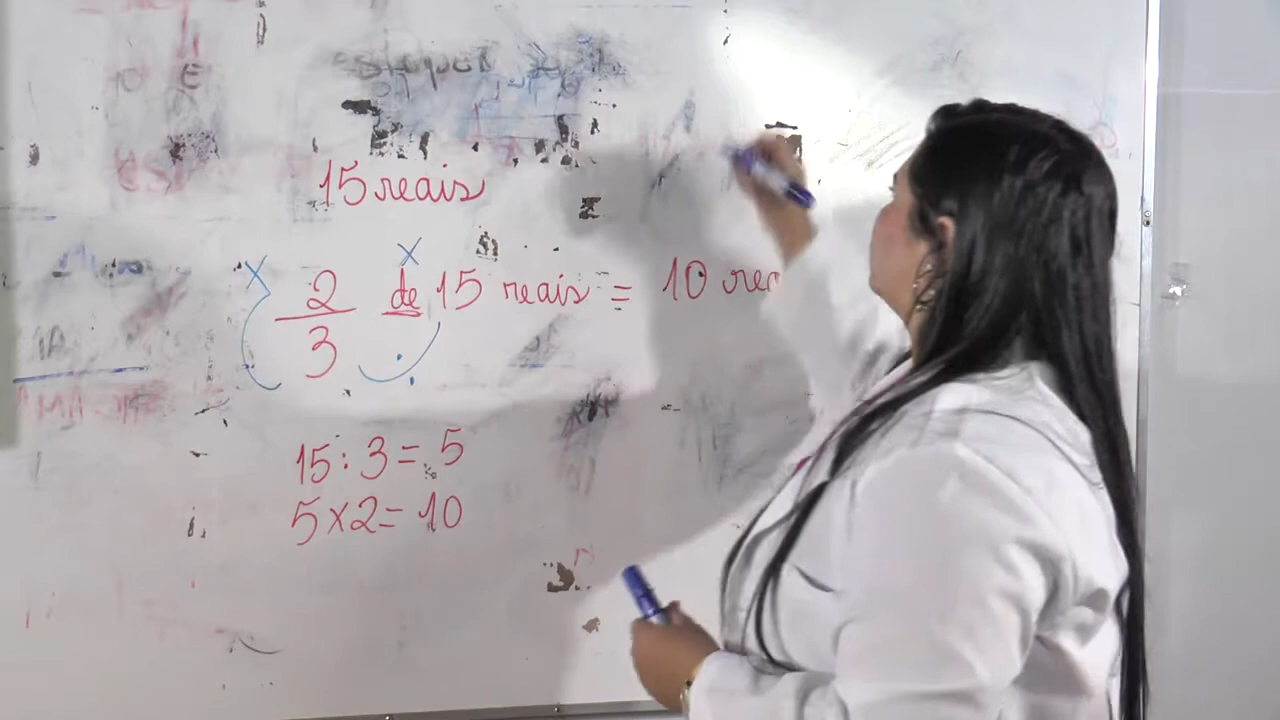 15 reais
x x
2/3 de 15 reais = 10 rea
15 : 3 = 5
5 x 2 = 10